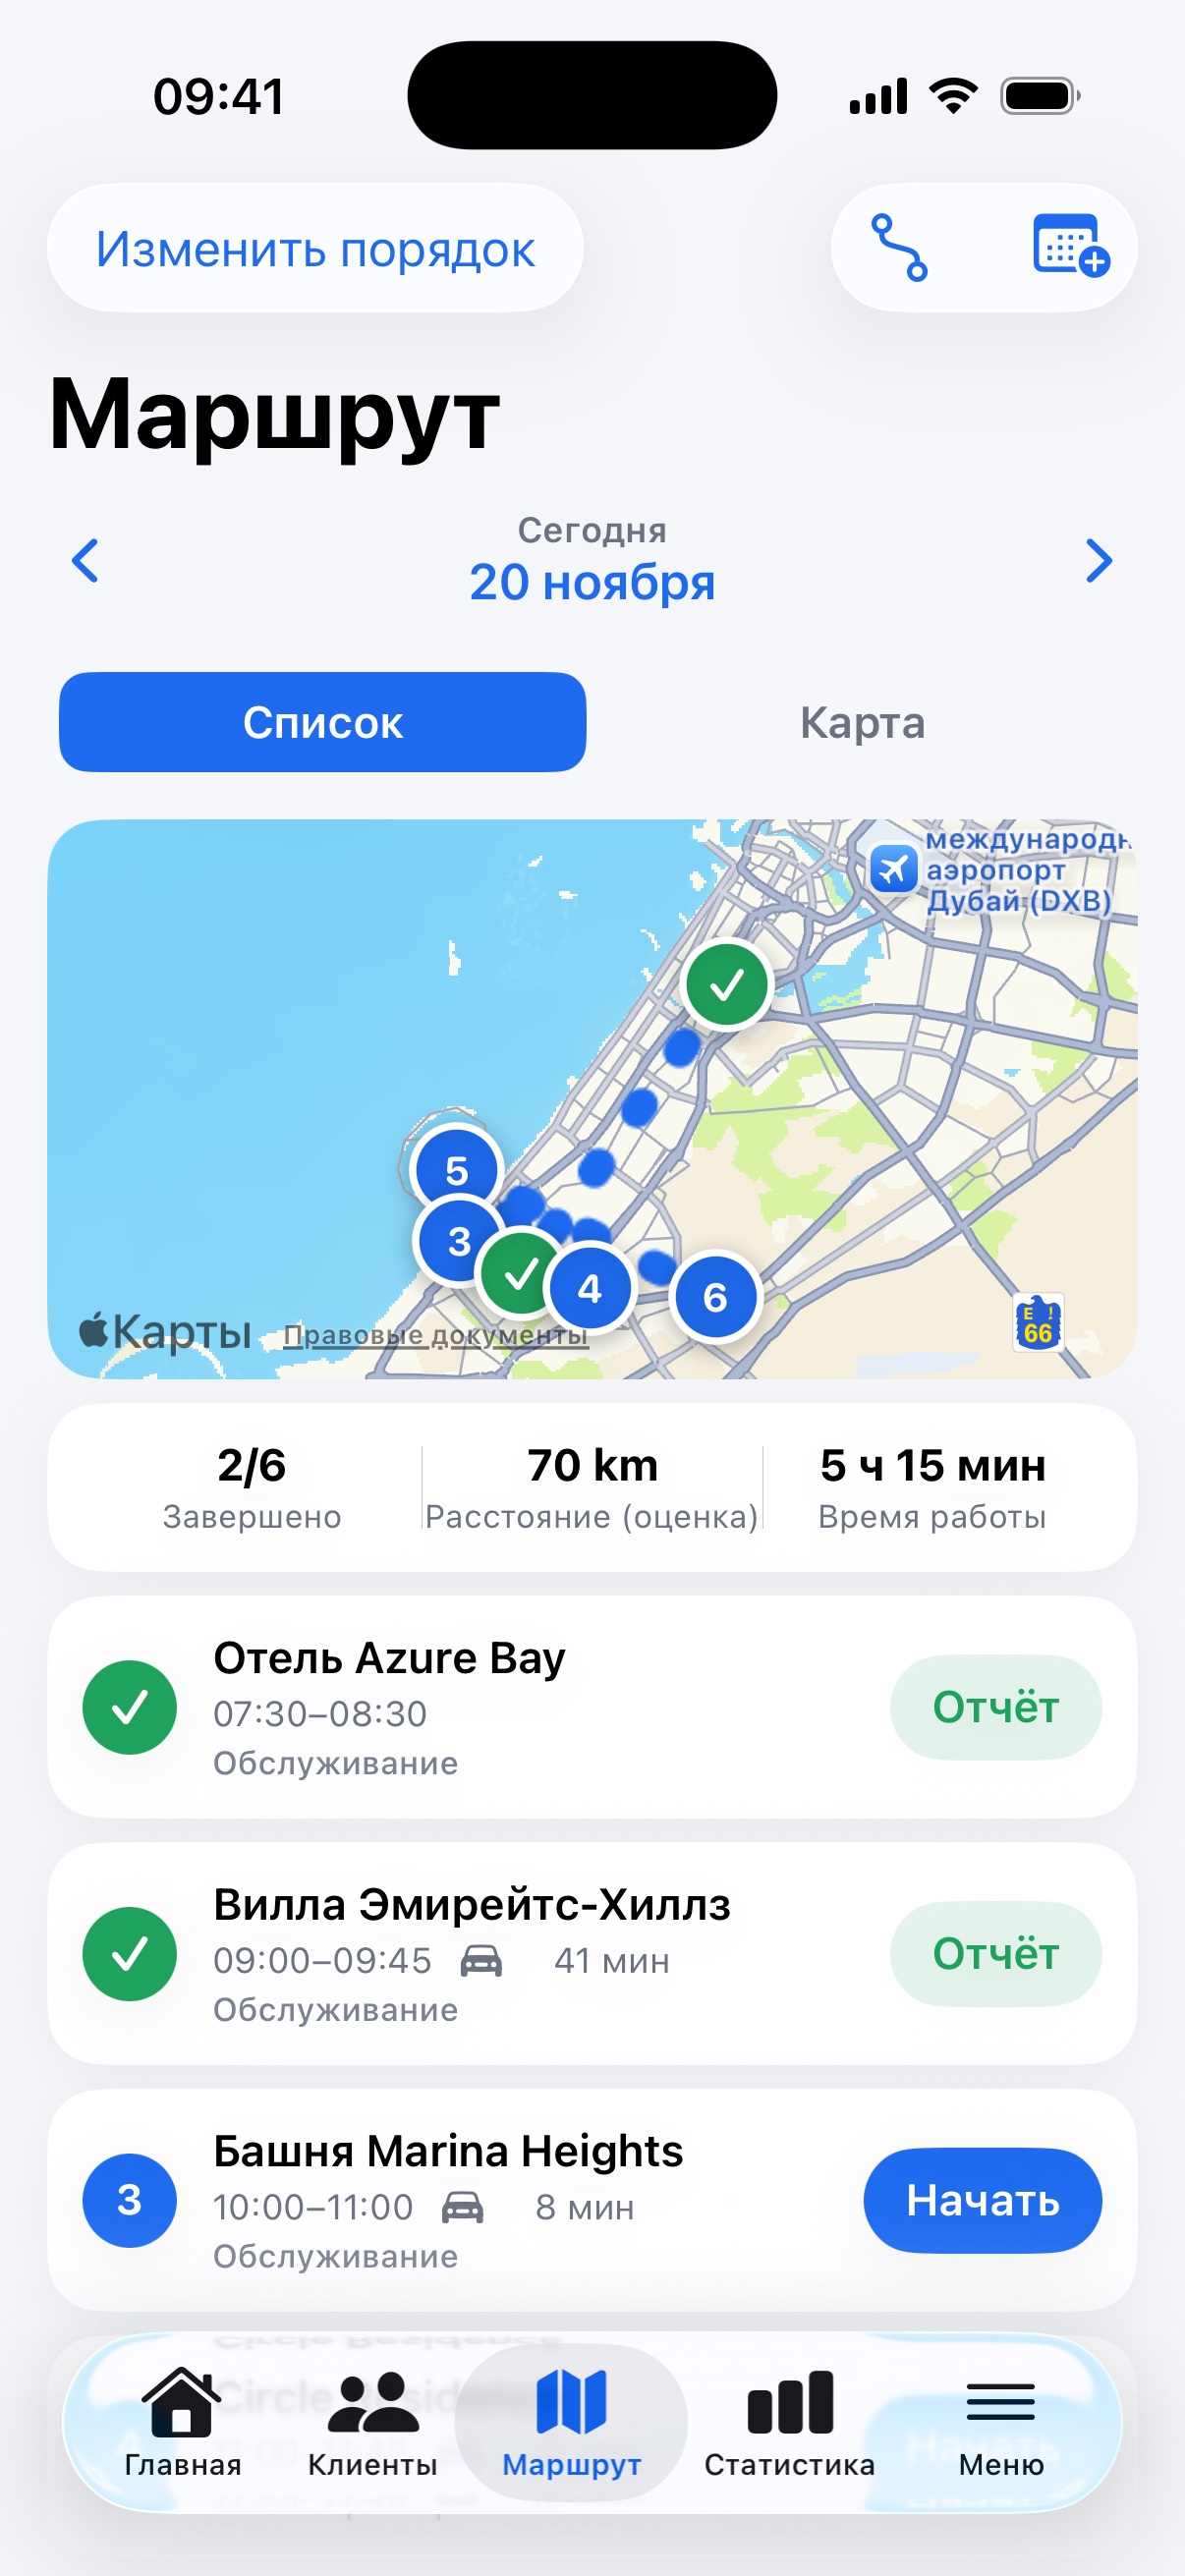 09:41
Изменить порядок
Маршрут
Сегодня
20 ноября
Список
Карта
международн
аэропорт
Дубай (DXB)
5
3
4
6
E
66
Карты
Правовые документы
2/6
Завершено
70 km
Расстояние (оценка)
5 ч 15 мин
Время работы
Отель Azure Bay
07:30–08:30
Обслуживание
Отчёт
Вилла Эмирейтс-Хиллз
09:00–09:45 41 мин
Обслуживание
Отчёт
3
Башня Marina Heights
10:00–11:00 8 мин
Обслуживание
Начать
Главная
Клиенты
Маршрут
Статистика
Меню